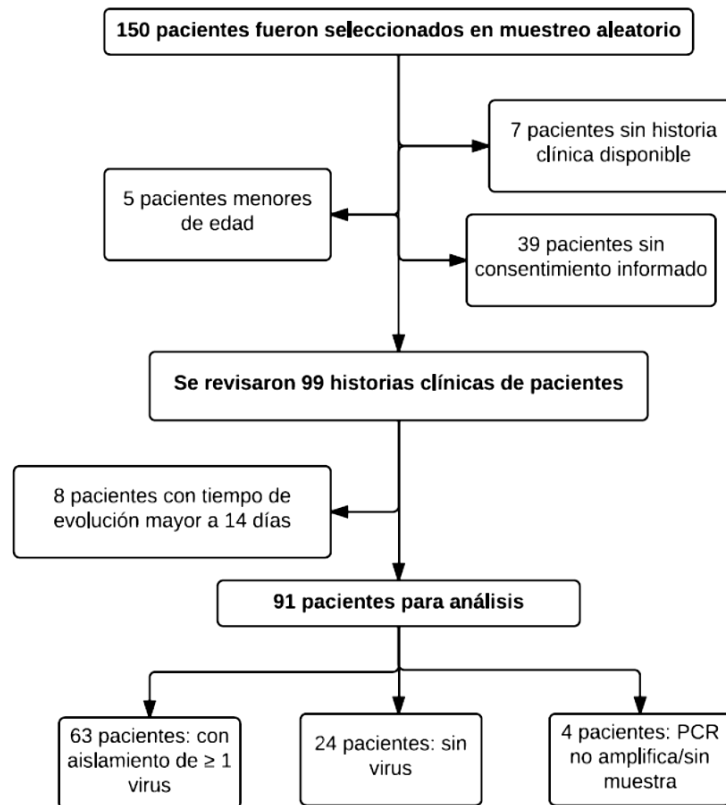 150 pacientes fueron seleccionados en muestreo aleatorio
7 pacientes sin historia
clínica disponible
5 pacientes menores
de edad
39 pacientes sin
consentimiento informado
Se revisaron 99 historias clínicas de pacientes
8 pacientes con tiempo de
evolución mayor a 14 días
91 pacientes para análisis
63 pacientes: con
aislamiento de ≥ 1
virus
24 pacientes: sin
virus
4 pacientes: PCR
no amplifica/sin
muestra